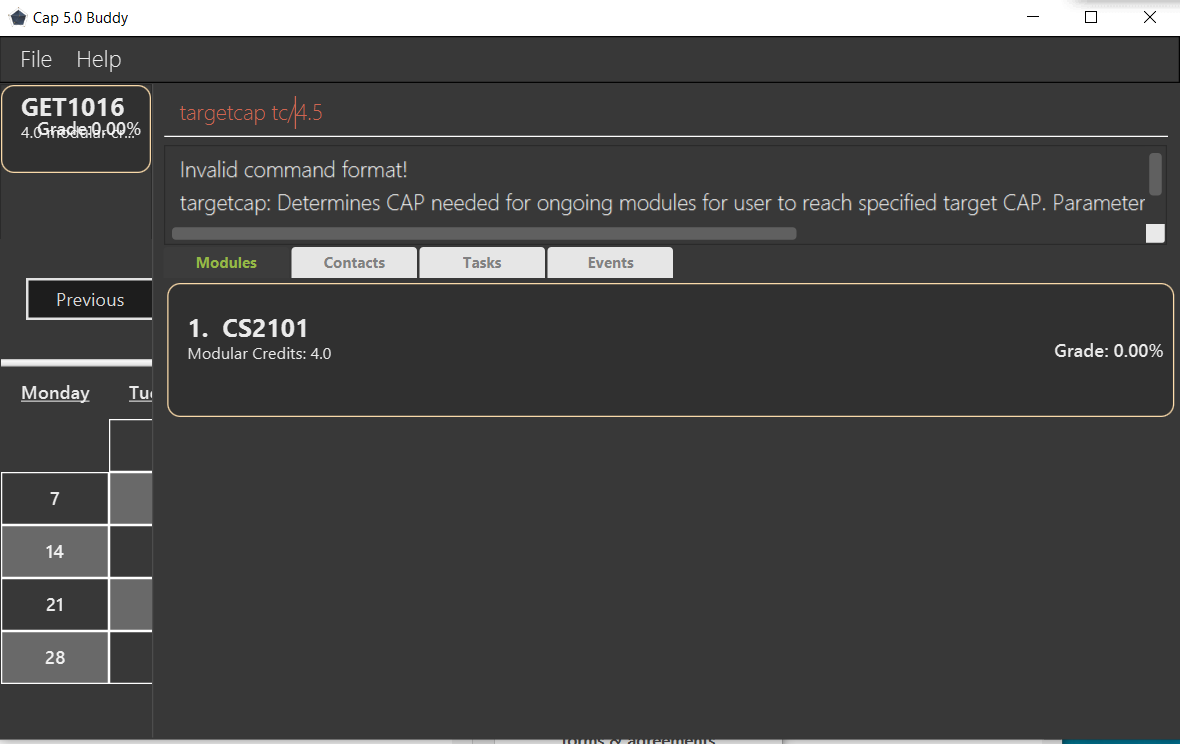 Cap 5.0 Buddy
File Help
GET1016
Grade:0.00%
4.0 modular cr...
Previous
Monday Tu
7
14
21
28
targetcap tc/4.5
Invalid command format!
targetcap: Determines CAP needed for ongoing modules for user to reach specified target CAP. Parameter
Modules Contacts Tasks Events
1. CS2101
Modular Credits: 4.0
Grade: 0.00%
forms & agreements